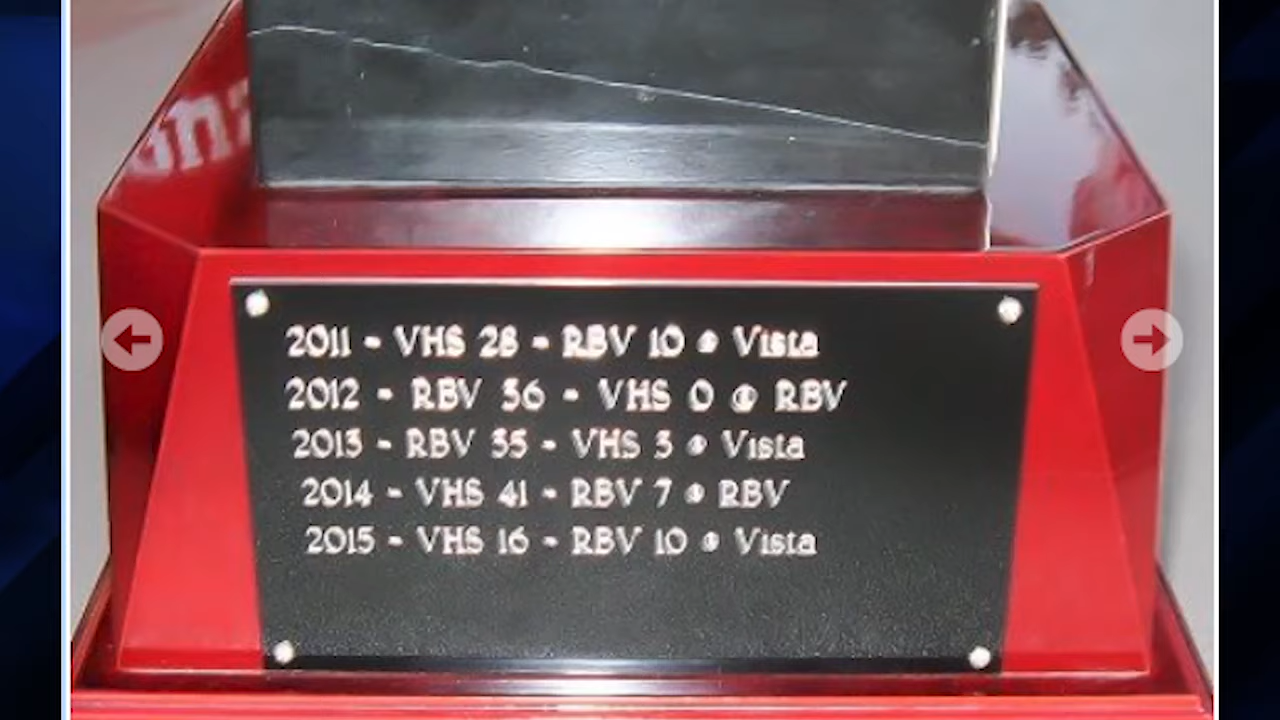 2011 - VHS 28 - RBV 10 @ Vista
2012 - RBV 36 - VHS 0 @ RBV
2013 - RBV 35 - VHS 3 @ Vista
2014 - VHS 41 - RBV 7 @ RBV
2015 - VHS 16 - RBV 10 @ Vista